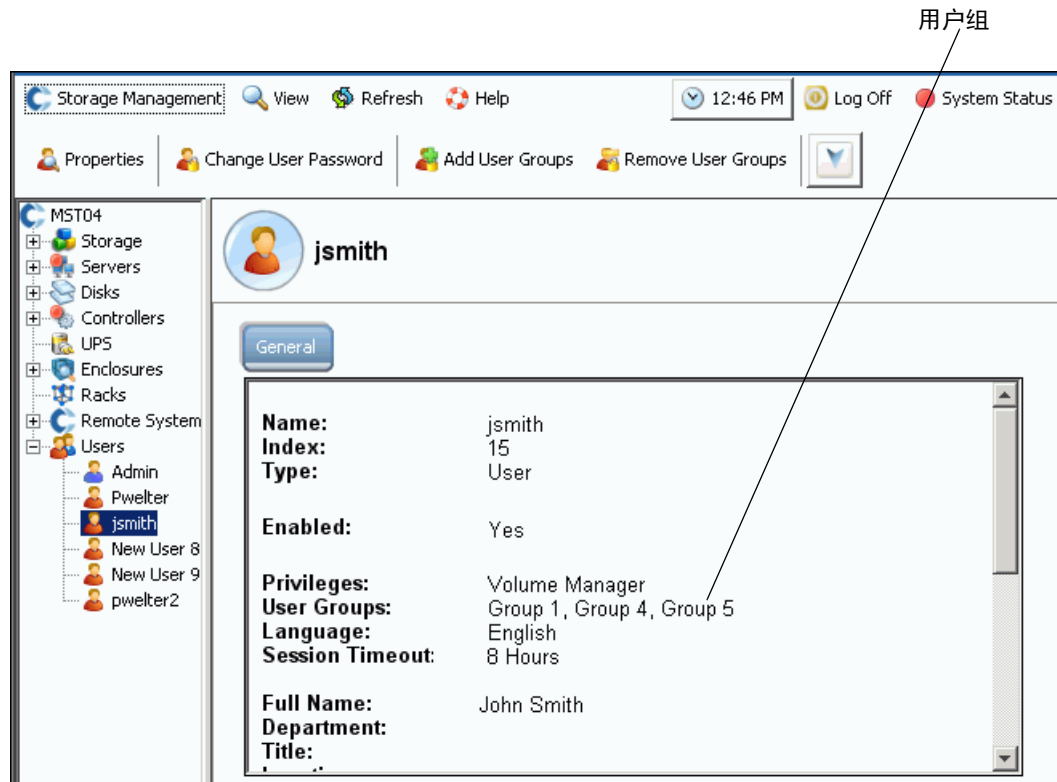 用户组
Storage Management View Refresh Help 12:46 PM Log Off System Status
Properties Change User Password Add User Groups Remove User Groups
MST04
Storage
Servers
Disks
Controllers
UPS
Enclosures
Racks
Remote System
Users
Admin
Pwelter
jsmith
New User 8
New User 9
pwelter2
jsmith
General
Name: jsmith
Index: 15
Type: User
Enabled: Yes
Privileges: Volume Manager
User Groups: Group 1, Group 4, Group 5
Language: English
Session Timeout: 8 Hours
Full Name: John Smith
Department:
Title: